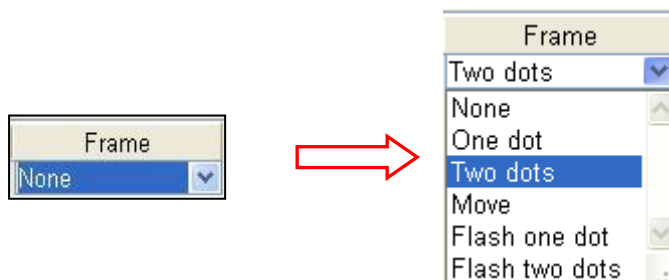 Frame
None
Frame
Two dots
None
One dot
Two dots
Move
Flash one dot
Flash two dots